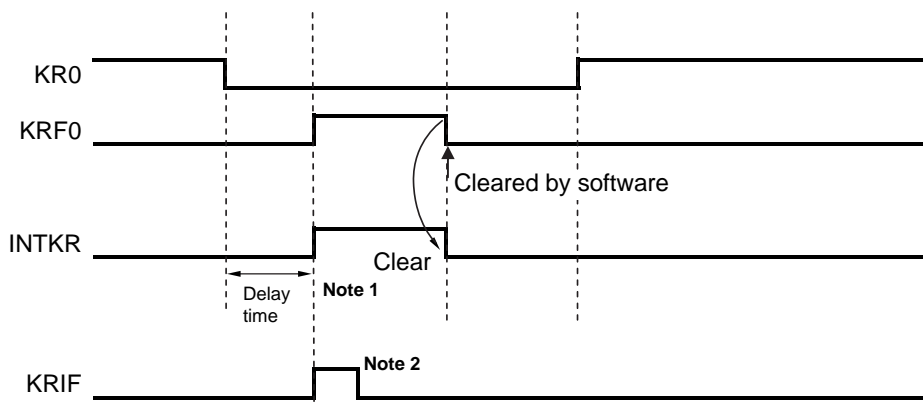 KR0
KRF0
Cleared by software
INTKR
Clear
Delay
time
Note 1
Note 2
KRIF